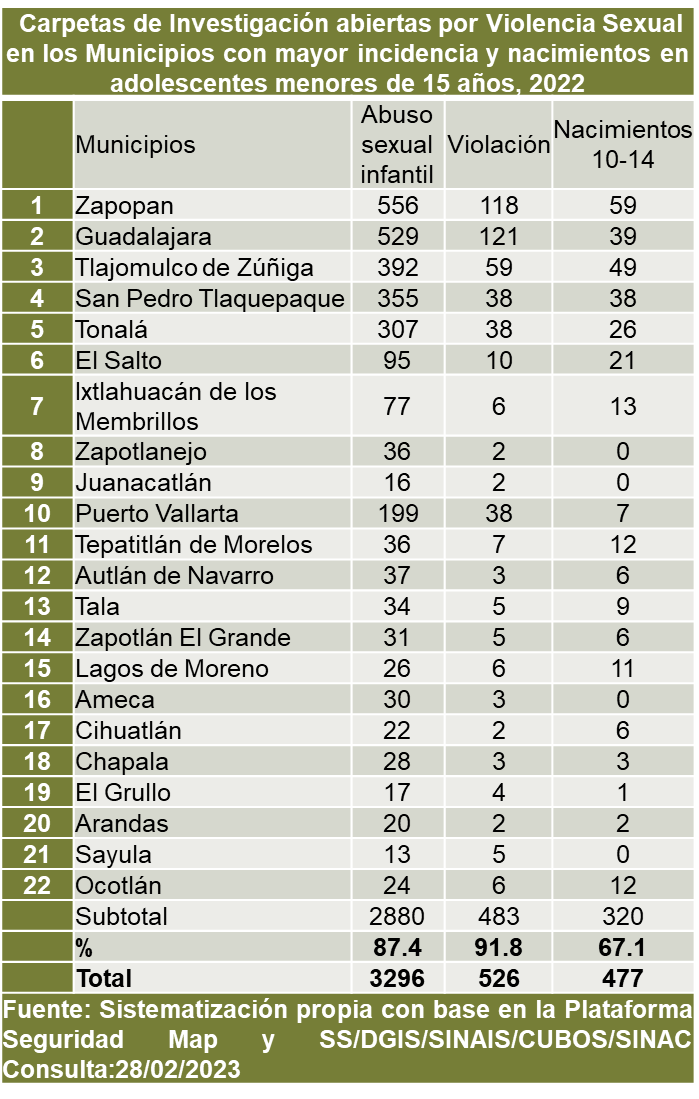 Carpetas de Investigación abiertas por Violencia Sexual
en los Municipios con mayor incidencia y nacimientos en
adolescentes menores de 15 años, 2022
Municipios Abuso sexual infantil Violación Nacimientos 10-14
1 Zapopan 556 118 59
2 Guadalajara 529 121 39
3 Tlajomulco de Zúñiga 392 59 49
4 San Pedro Tlaquepaque 355 38 38
5 Tonalá 307 38 26
6 El Salto 95 10 21
7 Ixtlahuacán de los Membrillos 77 6 13
8 Zapotlanejo 36 2 0
9 Juanacatlán 16 2 0
10 Puerto Vallarta 199 38 7
11 Tepatitlán de Morelos 36 7 12
12 Autlán de Navarro 37 3 6
13 Tala 34 5 9
14 Zapotlán El Grande 31 5 6
15 Lagos de Moreno 26 6 11
16 Ameca 30 3 0
17 Cihuatlán 22 2 6
18 Chapala 28 3 3
19 El Grullo 17 4 1
20 Arandas 20 2 2
21 Sayula 13 5 0
22 Ocotlán 24 6 12
Subtotal 2880 483 320
% 87.4 91.8 67.1
Total 3296 526 477
Fuente: Sistematización propia con base en la Plataforma
Seguridad Map y SS/DGIS/SINAIS/CUBOS/SINAC
Consulta:28/02/2023